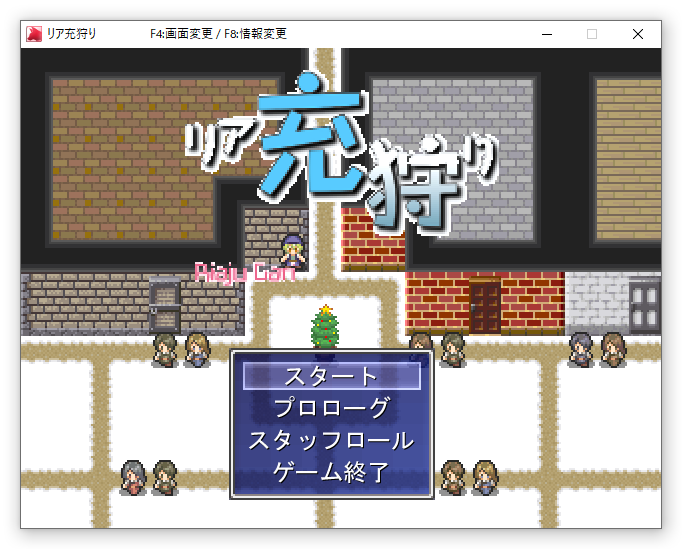 リア充狩り F4:画面変更 / F8:情報変更
リア充狩り
Riaju Gari
スタート
プロローグ
スタッフロール
ゲーム終了